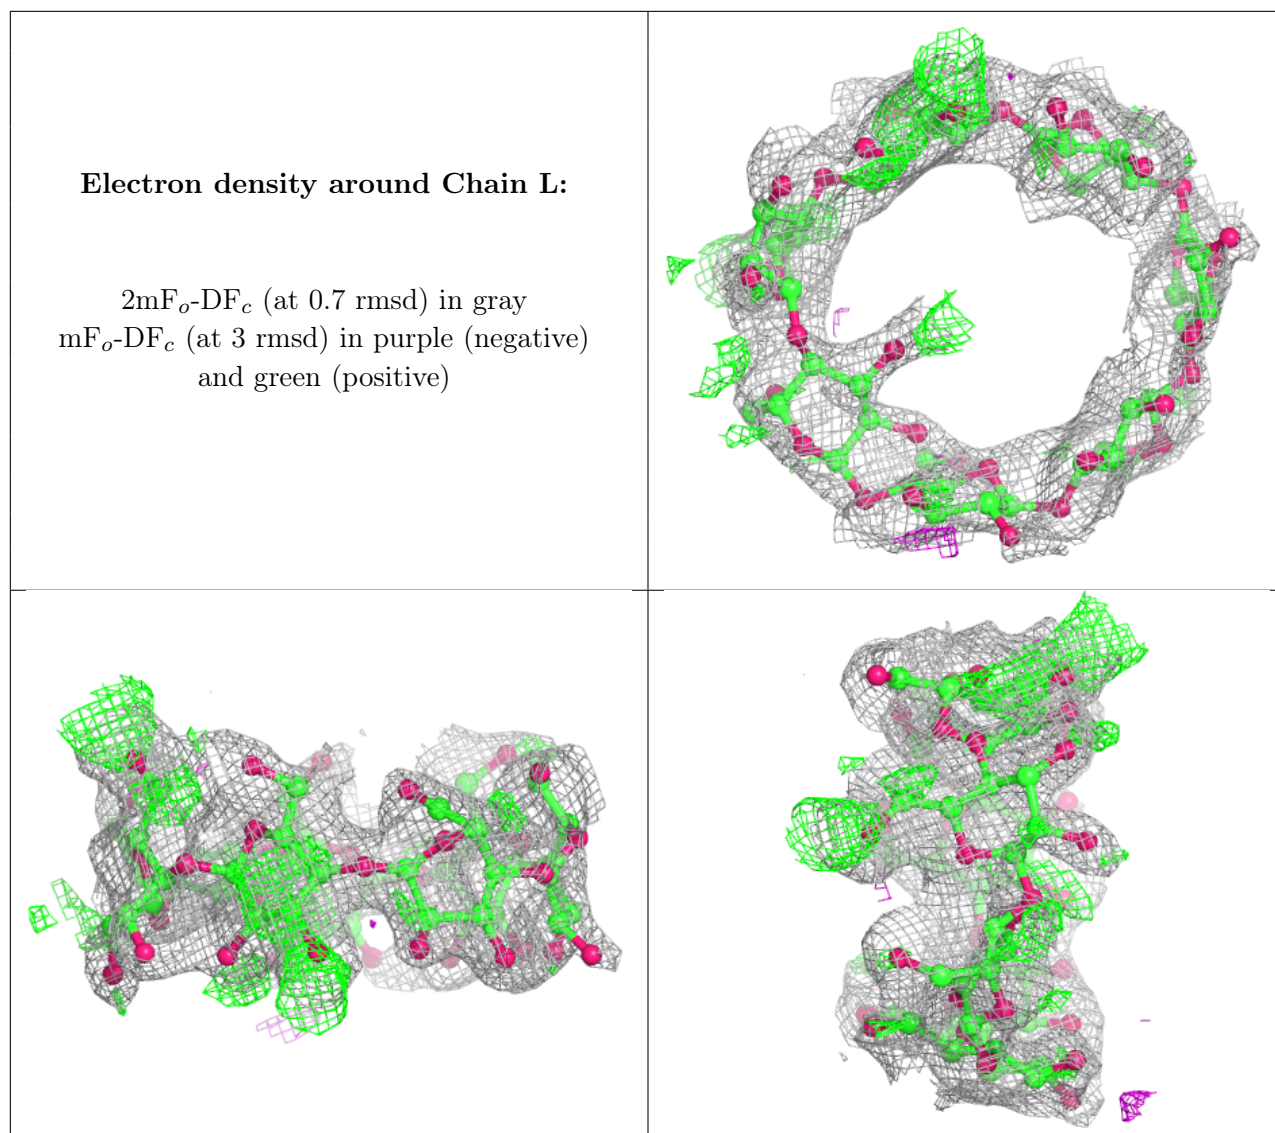 Electron density around Chain L:
2mFₒ-DF𝑐 (at 0.7 rmsd) in gray
mFₒ-DF𝑐 (at 3 rmsd) in purple (negative)
and green (positive)